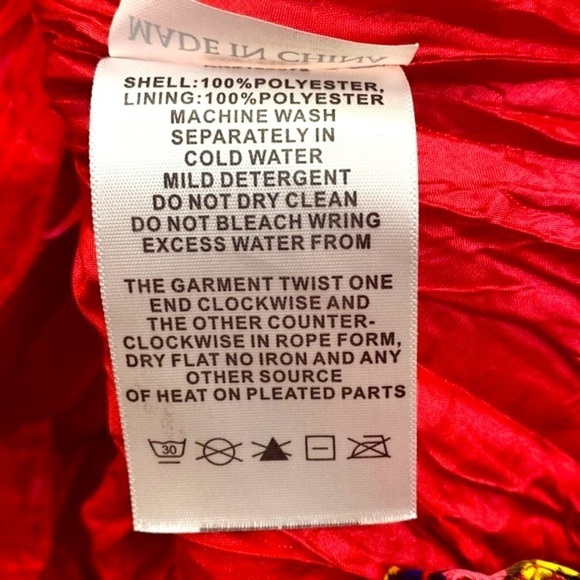 MADE IN CHINA
SHELL:100%POLYESTER,
LINING:100%POLYESTER
MACHINE WASH
SEPARATELY IN
COLD WATER
MILD DETERGENT
DO NOT DRY CLEAN
DO NOT BLEACH WRING
EXCESS WATER FROM
THE GARMENT TWIST ONE
END CLOCKWISE AND
THE OTHER COUNTER-
CLOCKWISE IN ROPE FORM,
DRY FLAT NO IRON AND ANY
OTHER SOURCE
OF HEAT ON PLEATED PARTS
30